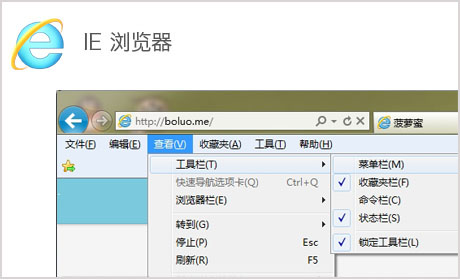 IE 浏览器
http://boluo.me/
菠萝蜜
文件(F) 编辑(E) 查看(V) 收藏夹(A) 工具(T) 帮助(H)
工具栏(T)
菜单栏(M)
快速导航选项卡(Q) Ctrl+Q
收藏夹栏(F)
浏览器栏(E)
命令栏(C)
状态栏(S)
转到(G)
停止(P) Esc
锁定工具栏(L)
刷新(R) F5